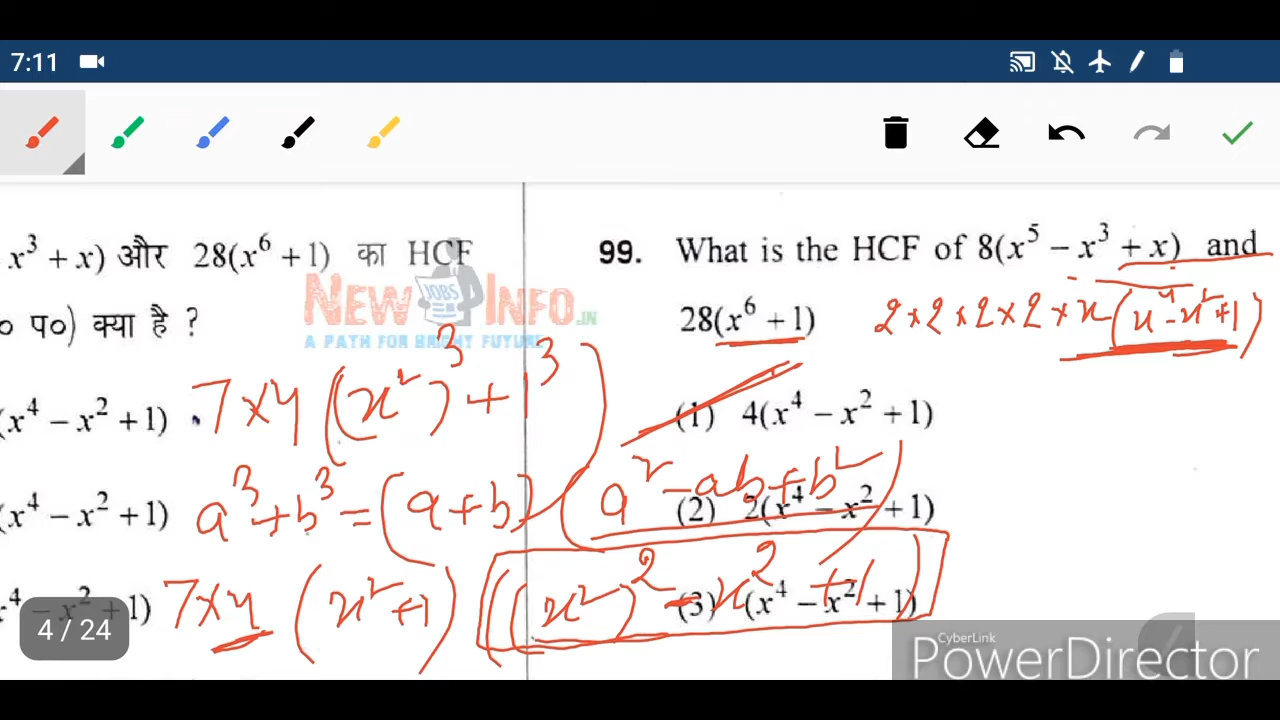 7:11
x³ + x) और 28(x⁶ + 1) का HCF
० प०) क्या है ?
(x⁴ − x² + 1)
(x⁴ − x² + 1)
x⁴ − x² + 1)
4 / 24
NEW JOBS INFO.IN
A PATH FOR BRIGHT FUTURE
7×4 ((x²)³ + 1³)
a³+b³ = (a+b) (a² − ab + b²)
7×4 (x²+1) ((x²)² − x² + 1)
99. What is the HCF of 8(x⁵ − x³ + x) and
28(x⁶ + 1)
2×2×2×2×x(x⁴−x²+1)
(1) 4(x⁴ − x² + 1)
(2) 2(x⁴ − x² + 1)
(3) (x⁴ − x² + 1)
CyberLink
PowerDirector